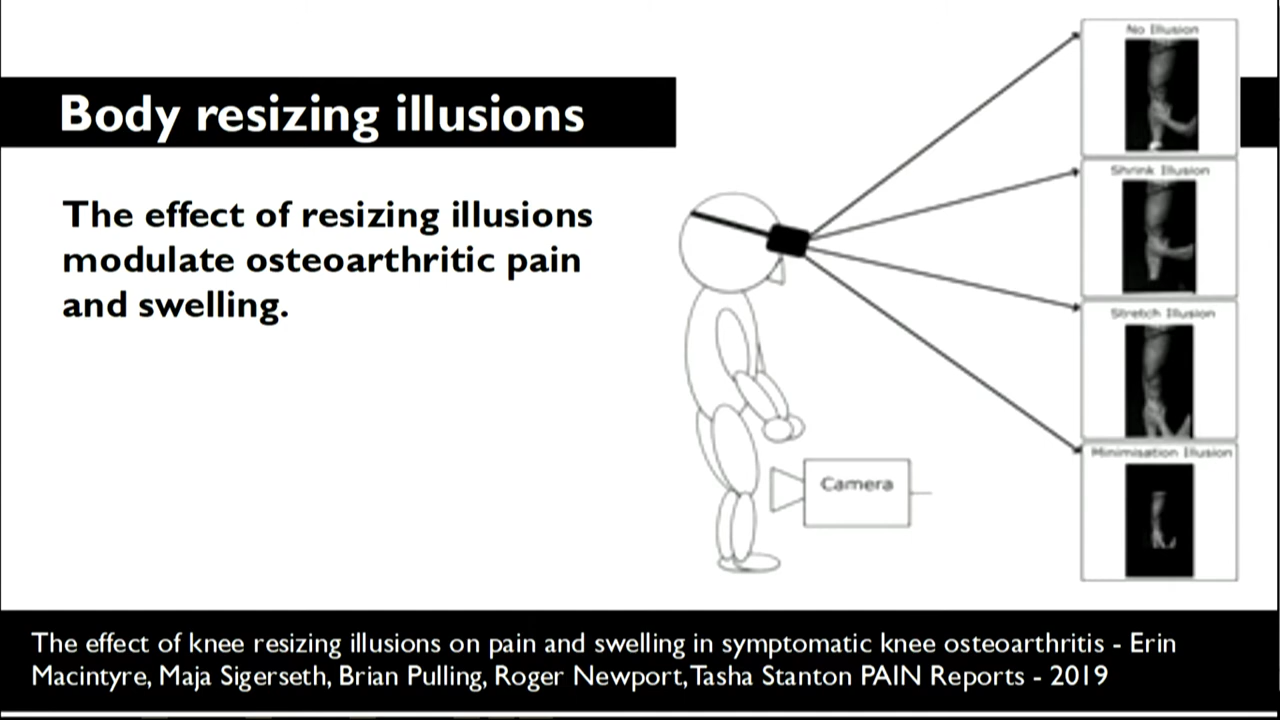 Body resizing illusions
The effect of resizing illusions
modulate osteoarthritic pain
and swelling.
No Illusion
Shrink Illusion
Stretch Illusion
Minimisation Illusion
Camera
The effect of knee resizing illusions on pain and swelling in symptomatic knee osteoarthritis - Erin
Macintyre, Maja Sigerseth, Brian Pulling, Roger Newport, Tasha Stanton PAIN Reports - 2019